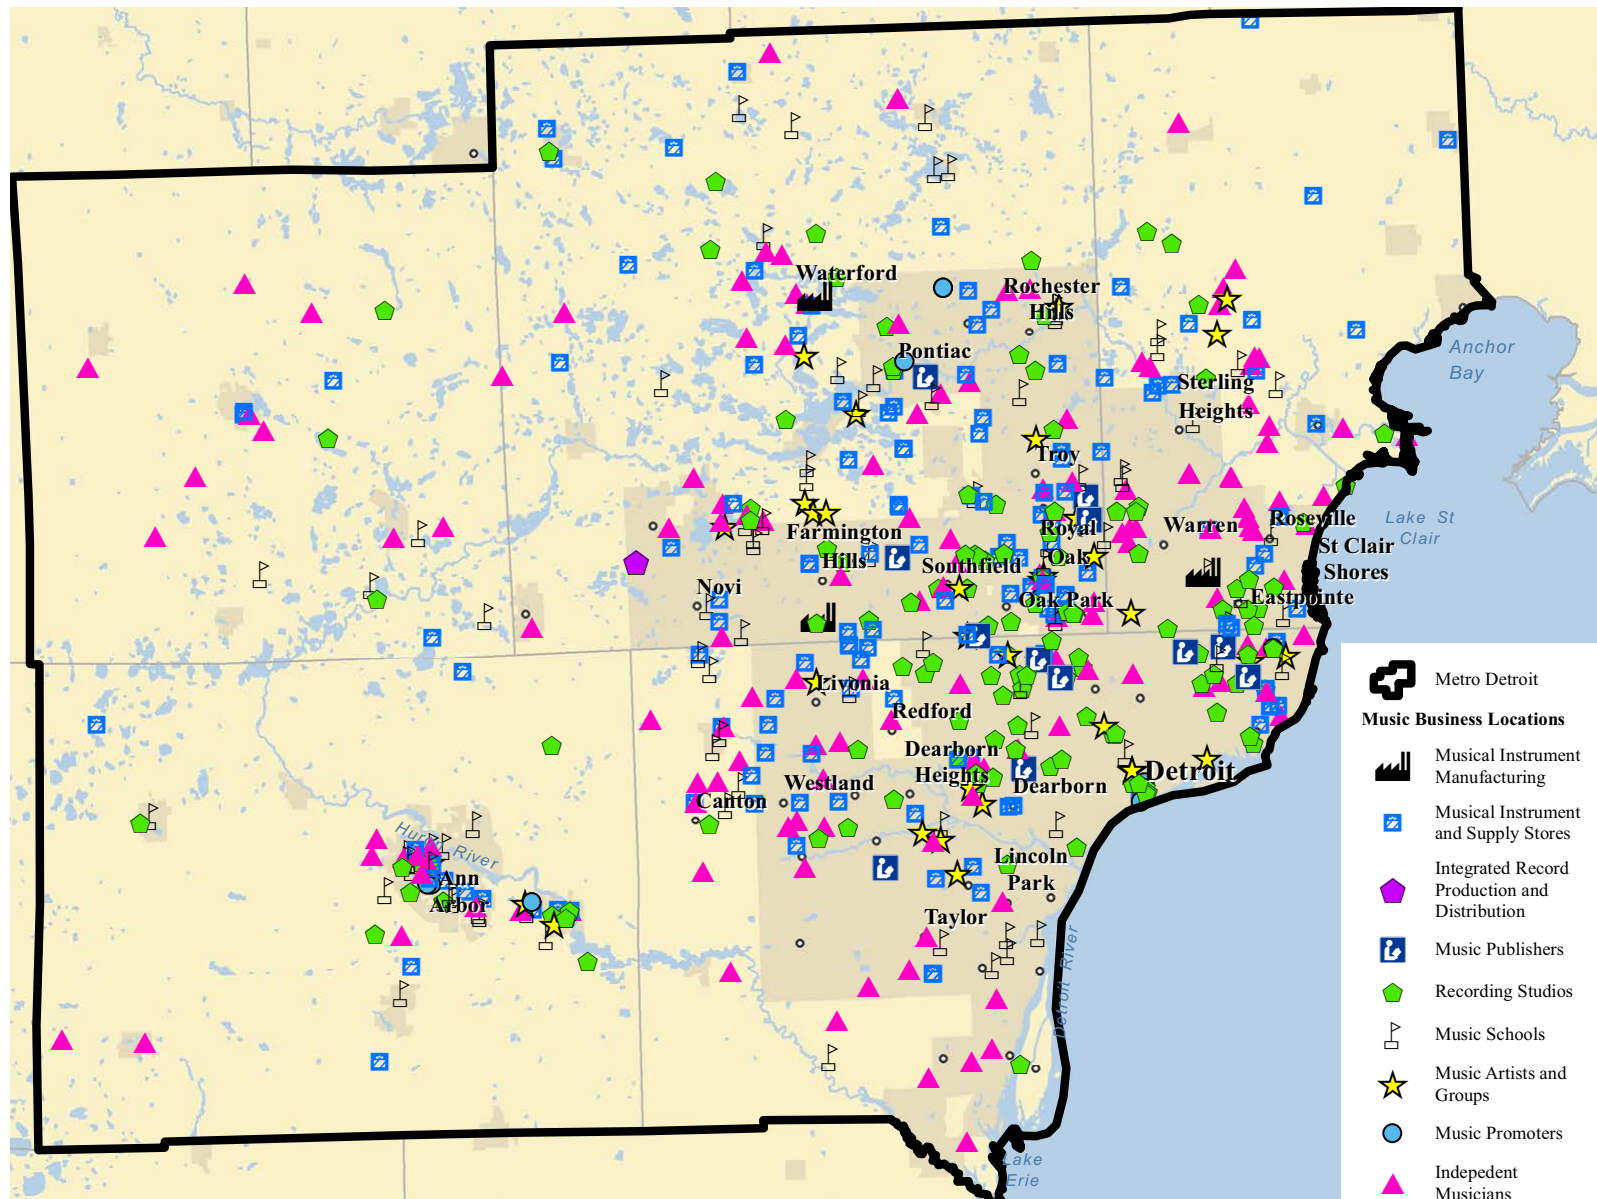 Waterford
Rochester
Hills
Pontiac
Anchor
Bay
Sterling
Heights
Troy
Farmington
Hills
Royal
Oak
Warren
Roseville
Lake St
Clair
St Clair
Shores
Southfield
Novi
Oak Park
Eastpointe
Livonia
Redford
Dearborn
Heights
Detroit
Westland
Dearborn
Canton
Huron River
Lincoln
Park
Ann
Arbor
Taylor
Detroit River
Lake
Erie
Metro Detroit
Music Business Locations
Musical Instrument
Manufacturing
Musical Instrument
and Supply Stores
Integrated Record
Production and
Distribution
Music Publishers
Recording Studios
Music Schools
Music Artists and
Groups
Music Promoters
Indepedent
Musicians